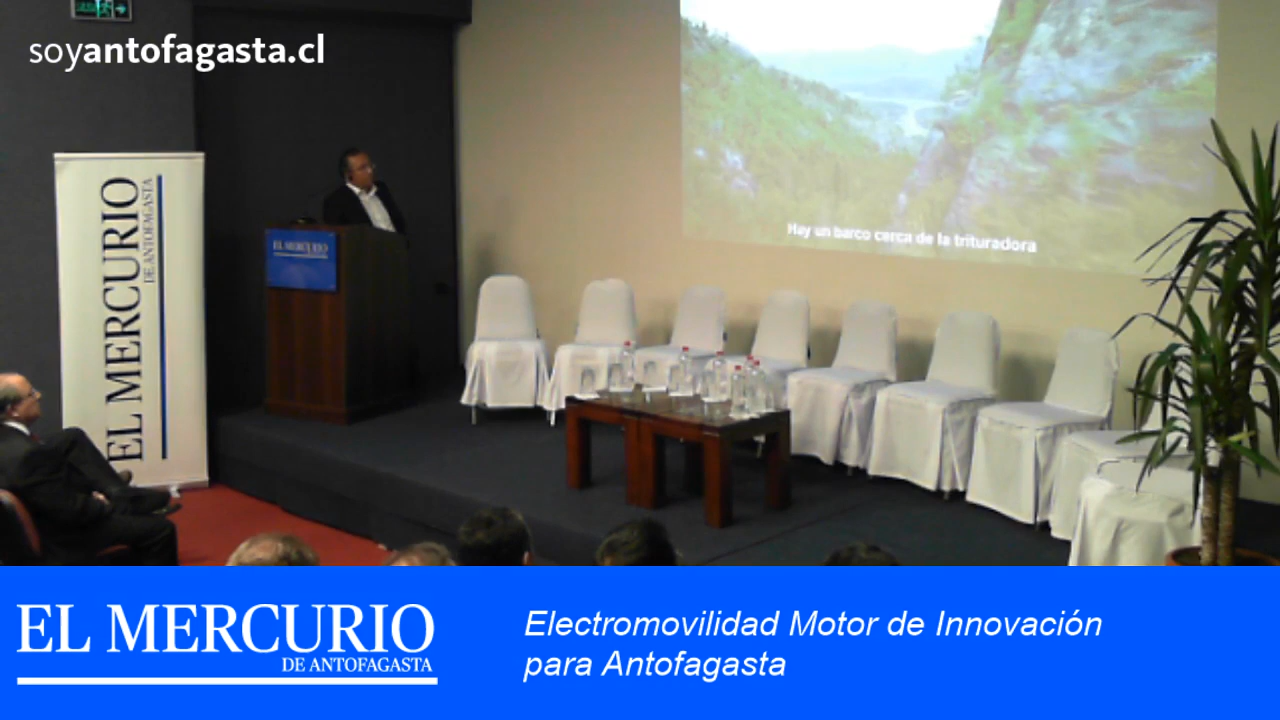 soyantofagasta.cl
EL MERCURIO
DE ANTOFAGASTA
EL MERCURIO
Hay un barco cerca de la trituradora
EL MERCURIO
DE ANTOFAGASTA
Electromovilidad Motor de Innovación
para Antofagasta